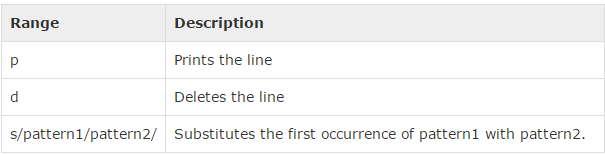 Range Description
p Prints the line
d Deletes the line
s/pattern1/pattern2/ Substitutes the first occurrence of pattern1 with pattern2.